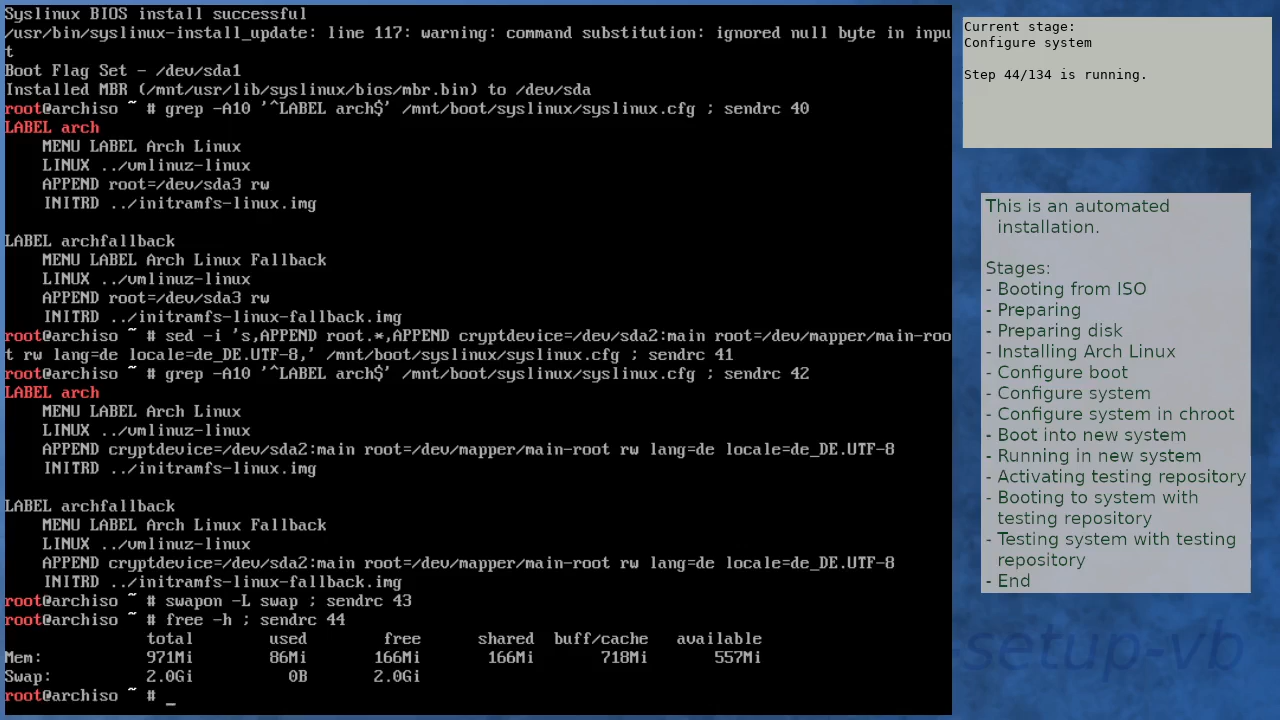 Syslinux BIOS install successful
/usr/bin/syslinux-install_update: line 117: warning: command substitution: ignored null byte in inpu
t
Boot Flag Set - /dev/sda1
Installed MBR (/mnt/usr/lib/syslinux/bios/mbr.bin) to /dev/sda
root@archiso ~ # grep -A10 '^LABEL arch$' /mnt/boot/syslinux/syslinux.cfg ; sendrc 40
LABEL arch
    MENU LABEL Arch Linux
    LINUX ../vmlinuz-linux
    APPEND root=/dev/sda3 rw
    INITRD ../initramfs-linux.img

LABEL archfallback
    MENU LABEL Arch Linux Fallback
    LINUX ../vmlinuz-linux
    APPEND root=/dev/sda3 rw
    INITRD ../initramfs-linux-fallback.img
root@archiso ~ # sed -i 's,APPEND root.*,APPEND cryptdevice=/dev/sda2:main root=/dev/mapper/main-roo
t rw lang=de locale=de_DE.UTF-8,' /mnt/boot/syslinux/syslinux.cfg ; sendrc 41
root@archiso ~ # grep -A10 '^LABEL arch$' /mnt/boot/syslinux/syslinux.cfg ; sendrc 42
LABEL arch
    MENU LABEL Arch Linux
    LINUX ../vmlinuz-linux
    APPEND cryptdevice=/dev/sda2:main root=/dev/mapper/main-root rw lang=de locale=de_DE.UTF-8
    INITRD ../initramfs-linux.img

LABEL archfallback
    MENU LABEL Arch Linux Fallback
    LINUX ../vmlinuz-linux
    APPEND cryptdevice=/dev/sda2:main root=/dev/mapper/main-root rw lang=de locale=de_DE.UTF-8
    INITRD ../initramfs-linux-fallback.img
root@archiso ~ # swapon -L swap ; sendrc 43
root@archiso ~ # free -h ; sendrc 44
               total        used        free      shared  buff/cache   available
Mem:           971Mi        86Mi       166Mi       166Mi       718Mi       557Mi
Swap:          2.0Gi          0B       2.0Gi
root@archiso ~ # _
Current stage:
Configure system

Step 44/134 is running.
This is an automated
installation.

Stages:
- Booting from ISO
- Preparing
- Preparing disk
- Installing Arch Linux
- Configure boot
- Configure system
- Configure system in chroot
- Boot into new system
- Running in new system
- Activating testing repository
- Booting to system with
testing repository
- Testing system with testing
repository
- End
-setup-vb